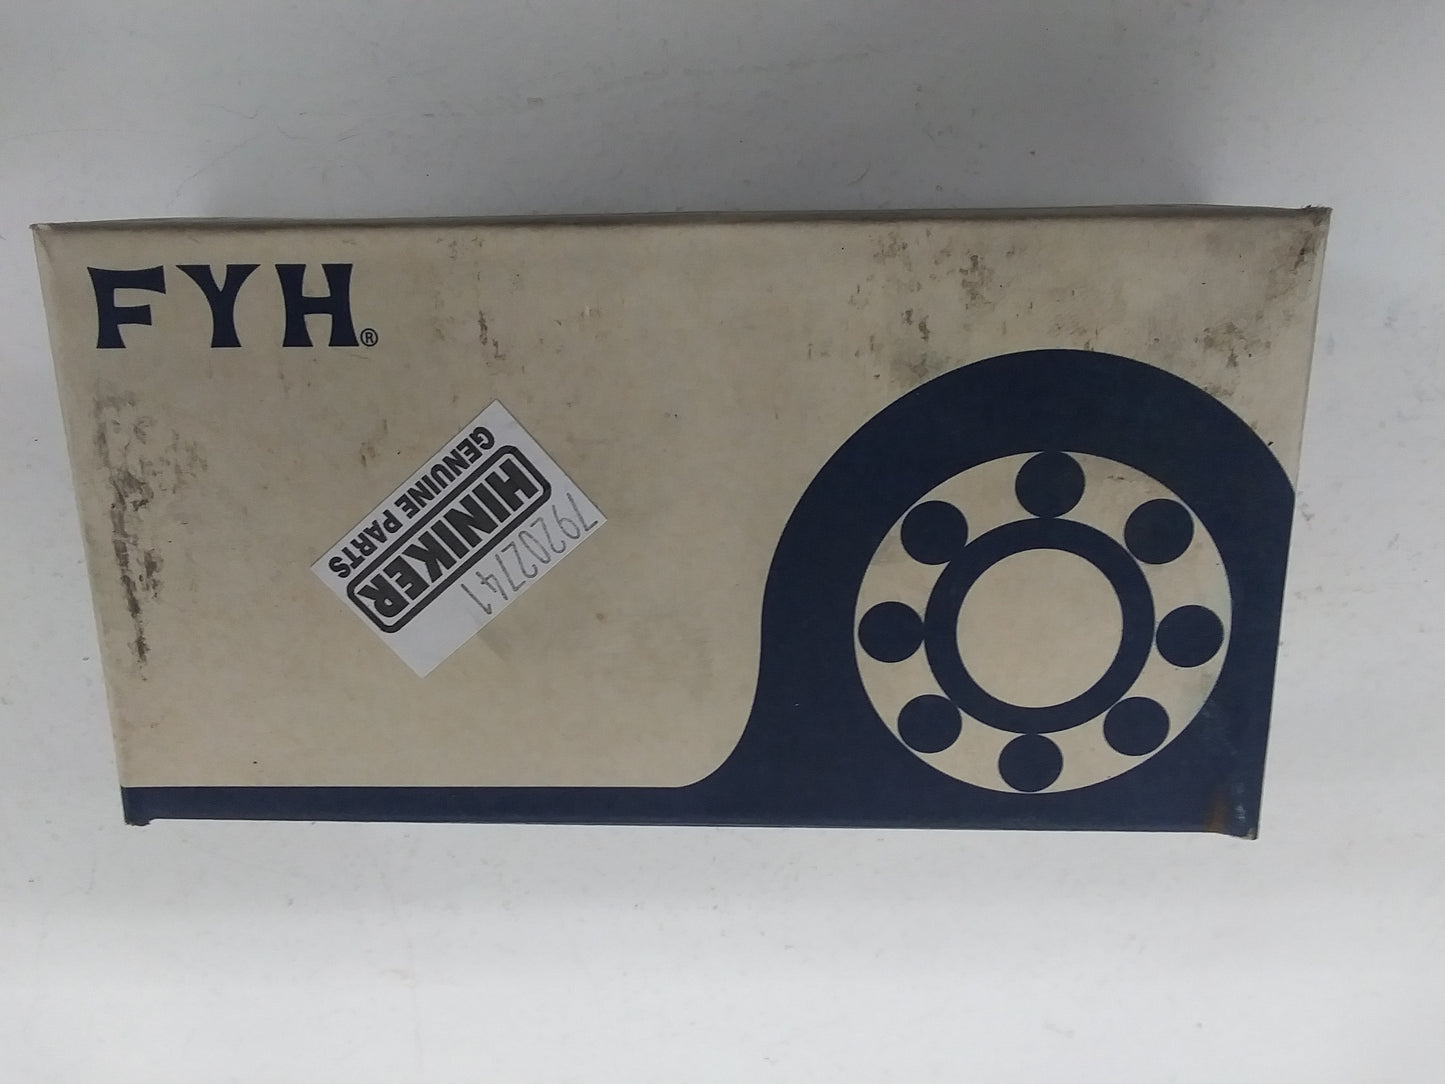 FYH®
79202741
HINIKER
GENUINE PARTS